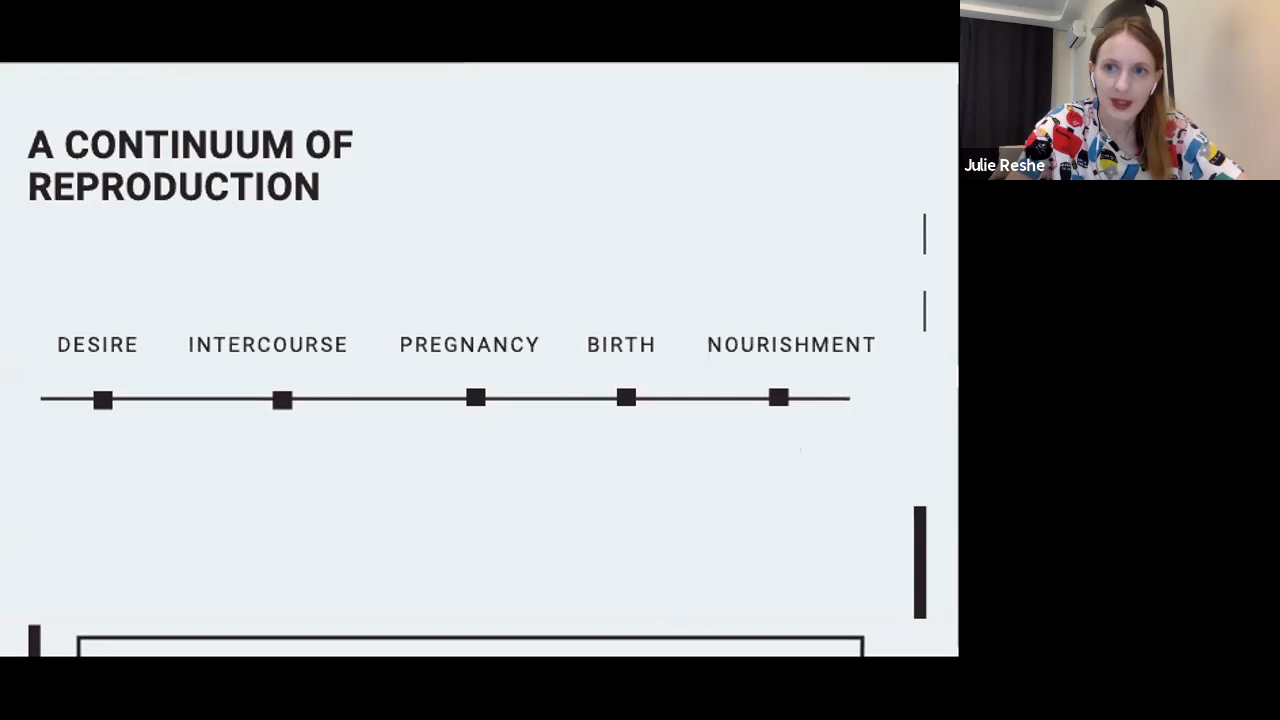 A CONTINUUM OF
REPRODUCTION
DESIRE INTERCOURSE PREGNANCY BIRTH NOURISHMENT
Julie Reshe